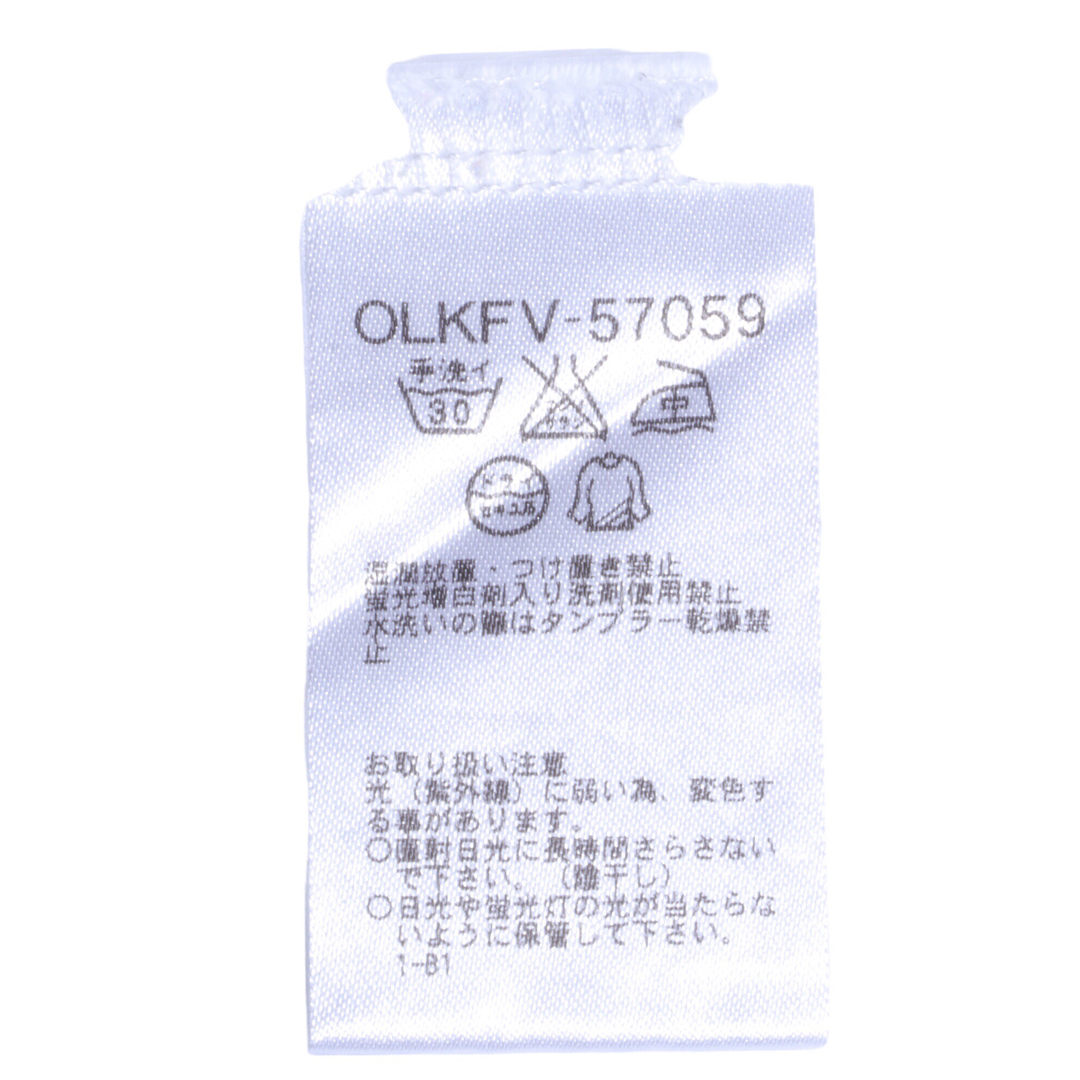 OLKFV-57059
手洗イ
30
中
ドライ
セキユ系
湿潤放置・つけ置き禁止
蛍光増白剤入り洗剤使用禁止
水洗いの際はタンブラー乾燥禁
止
お取り扱い注意
光（紫外線）に弱い為、変色す
る事があります。
○直射日光に長時間さらさない
で下さい。（陰干し）
○日光や蛍光灯の光が当たらな
いように保管して下さい。
1-B1